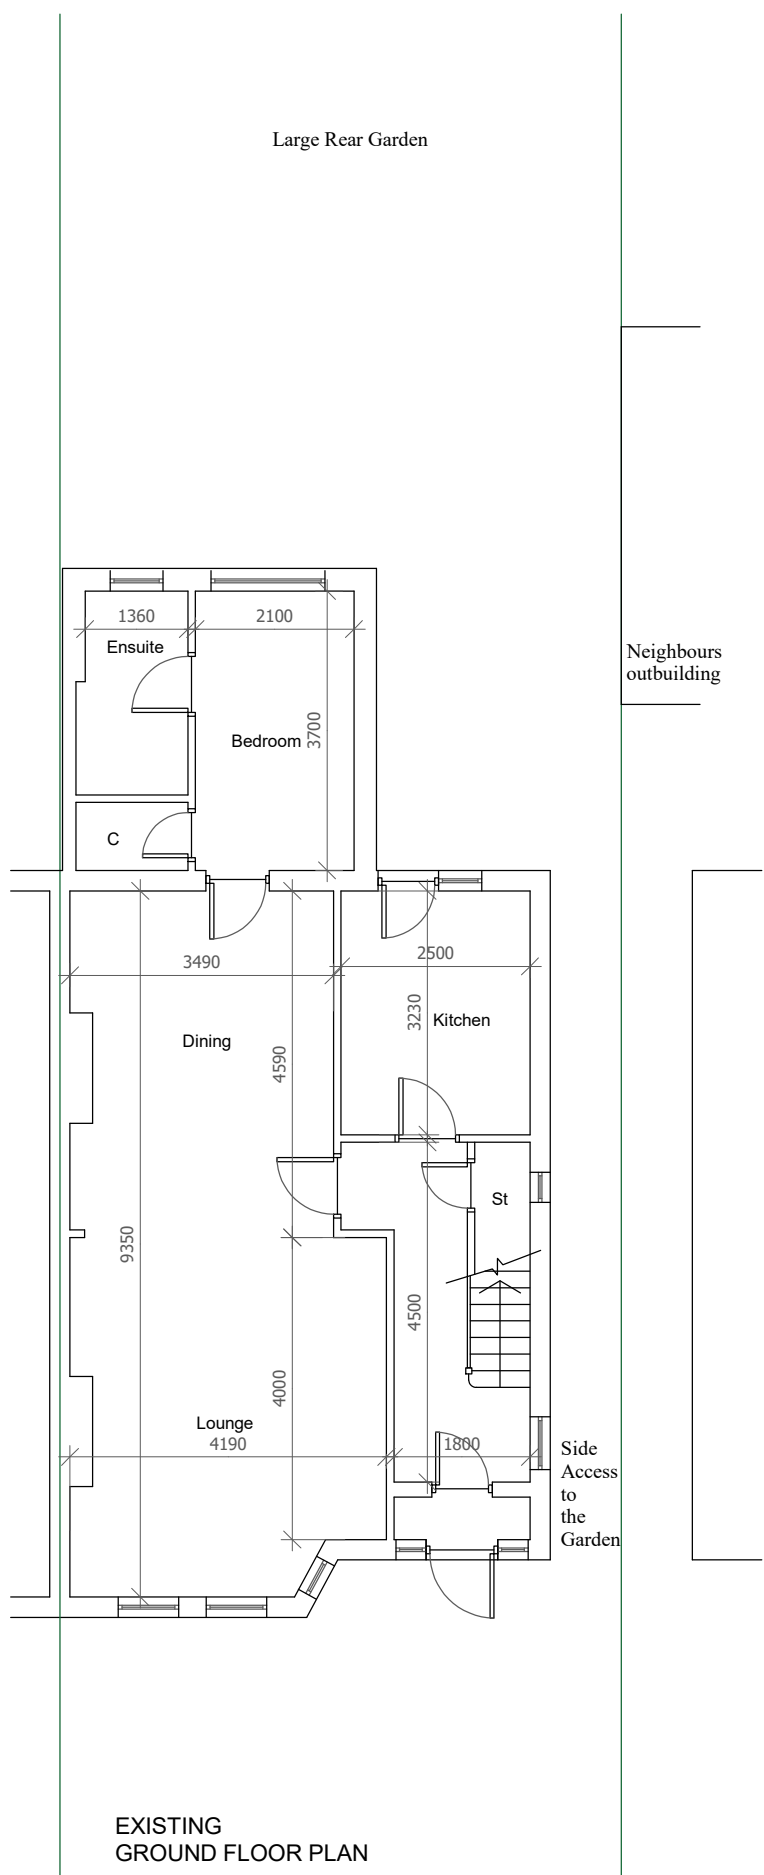 Large Rear Garden
1360
2100
Ensuite
Neighbours
outbuilding
Bedroom
3700
C
3490
2500
3230
Kitchen
Dining
4590
St
9350
4500
4000
Lounge
4190
1800
Side
Access
to
the
Garden
EXISTING
GROUND FLOOR PLAN